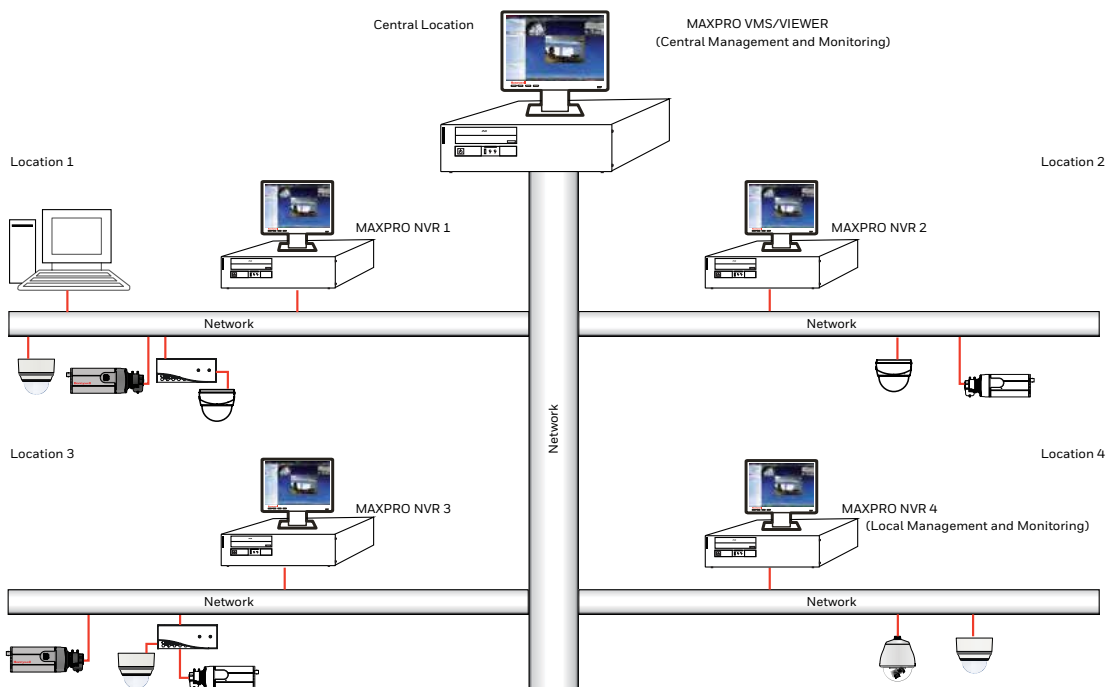 Central Location
MAXPRO VMS/VIEWER
(Central Management and Monitoring)
Location 1
Location 2
MAXPRO NVR 1
MAXPRO NVR 2
Network
Network
Network
Location 3
Location 4
MAXPRO NVR 3
MAXPRO NVR 4
(Local Management and Monitoring)
Network
Network